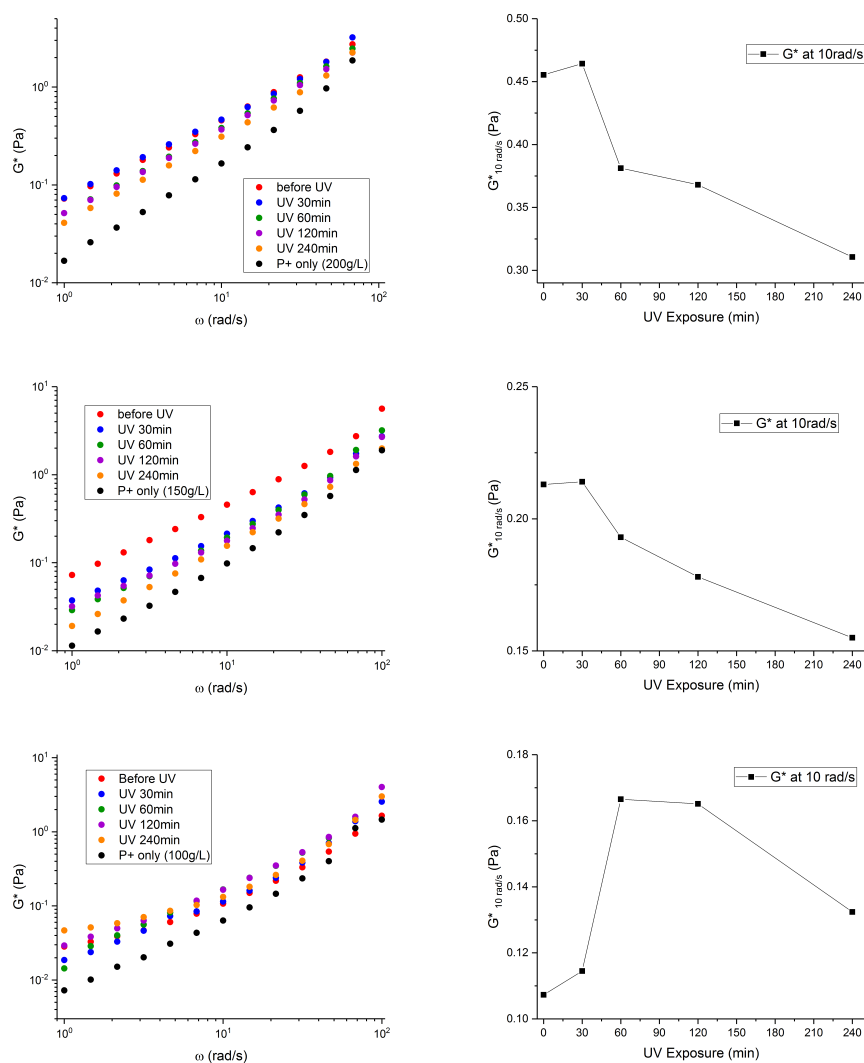 10⁰
10⁻¹
10⁻²
G* (Pa)
10⁰
10¹
10²
ω (rad/s)
before UV
UV 30min
UV 60min
UV 120min
UV 240min
P+ only (200g/L)
0.50
0.45
0.40
0.35
0.30
G*₁₀ rad/s (Pa)
G* at 10rad/s
0 30 60 90 120 150 180 210 240
UV Exposure (min)
10¹
10⁰
10⁻¹
10⁻²
G* (Pa)
before UV
UV 30min
UV 60min
UV 120min
UV 240min
P+ only (150g/L)
10⁰
10¹
10²
ω (rad/s)
0.25
0.20
0.15
G*₁₀ rad/s (Pa)
G* at 10rad/s
0 30 60 90 120 150 180 210 240
UV Exposure (min)
10¹
10⁰
10⁻¹
10⁻²
G* (Pa)
Before UV
UV 30min
UV 60min
UV 120min
UV 240min
P+ only (100g/L)
10⁰
10¹
10²
ω (rad/s)
0.18
0.16
0.14
0.12
0.10
G*₁₀ rad/s (Pa)
G* at 10 rad/s
0 30 60 90 120 150 180 210 240
UV Exposure (min)